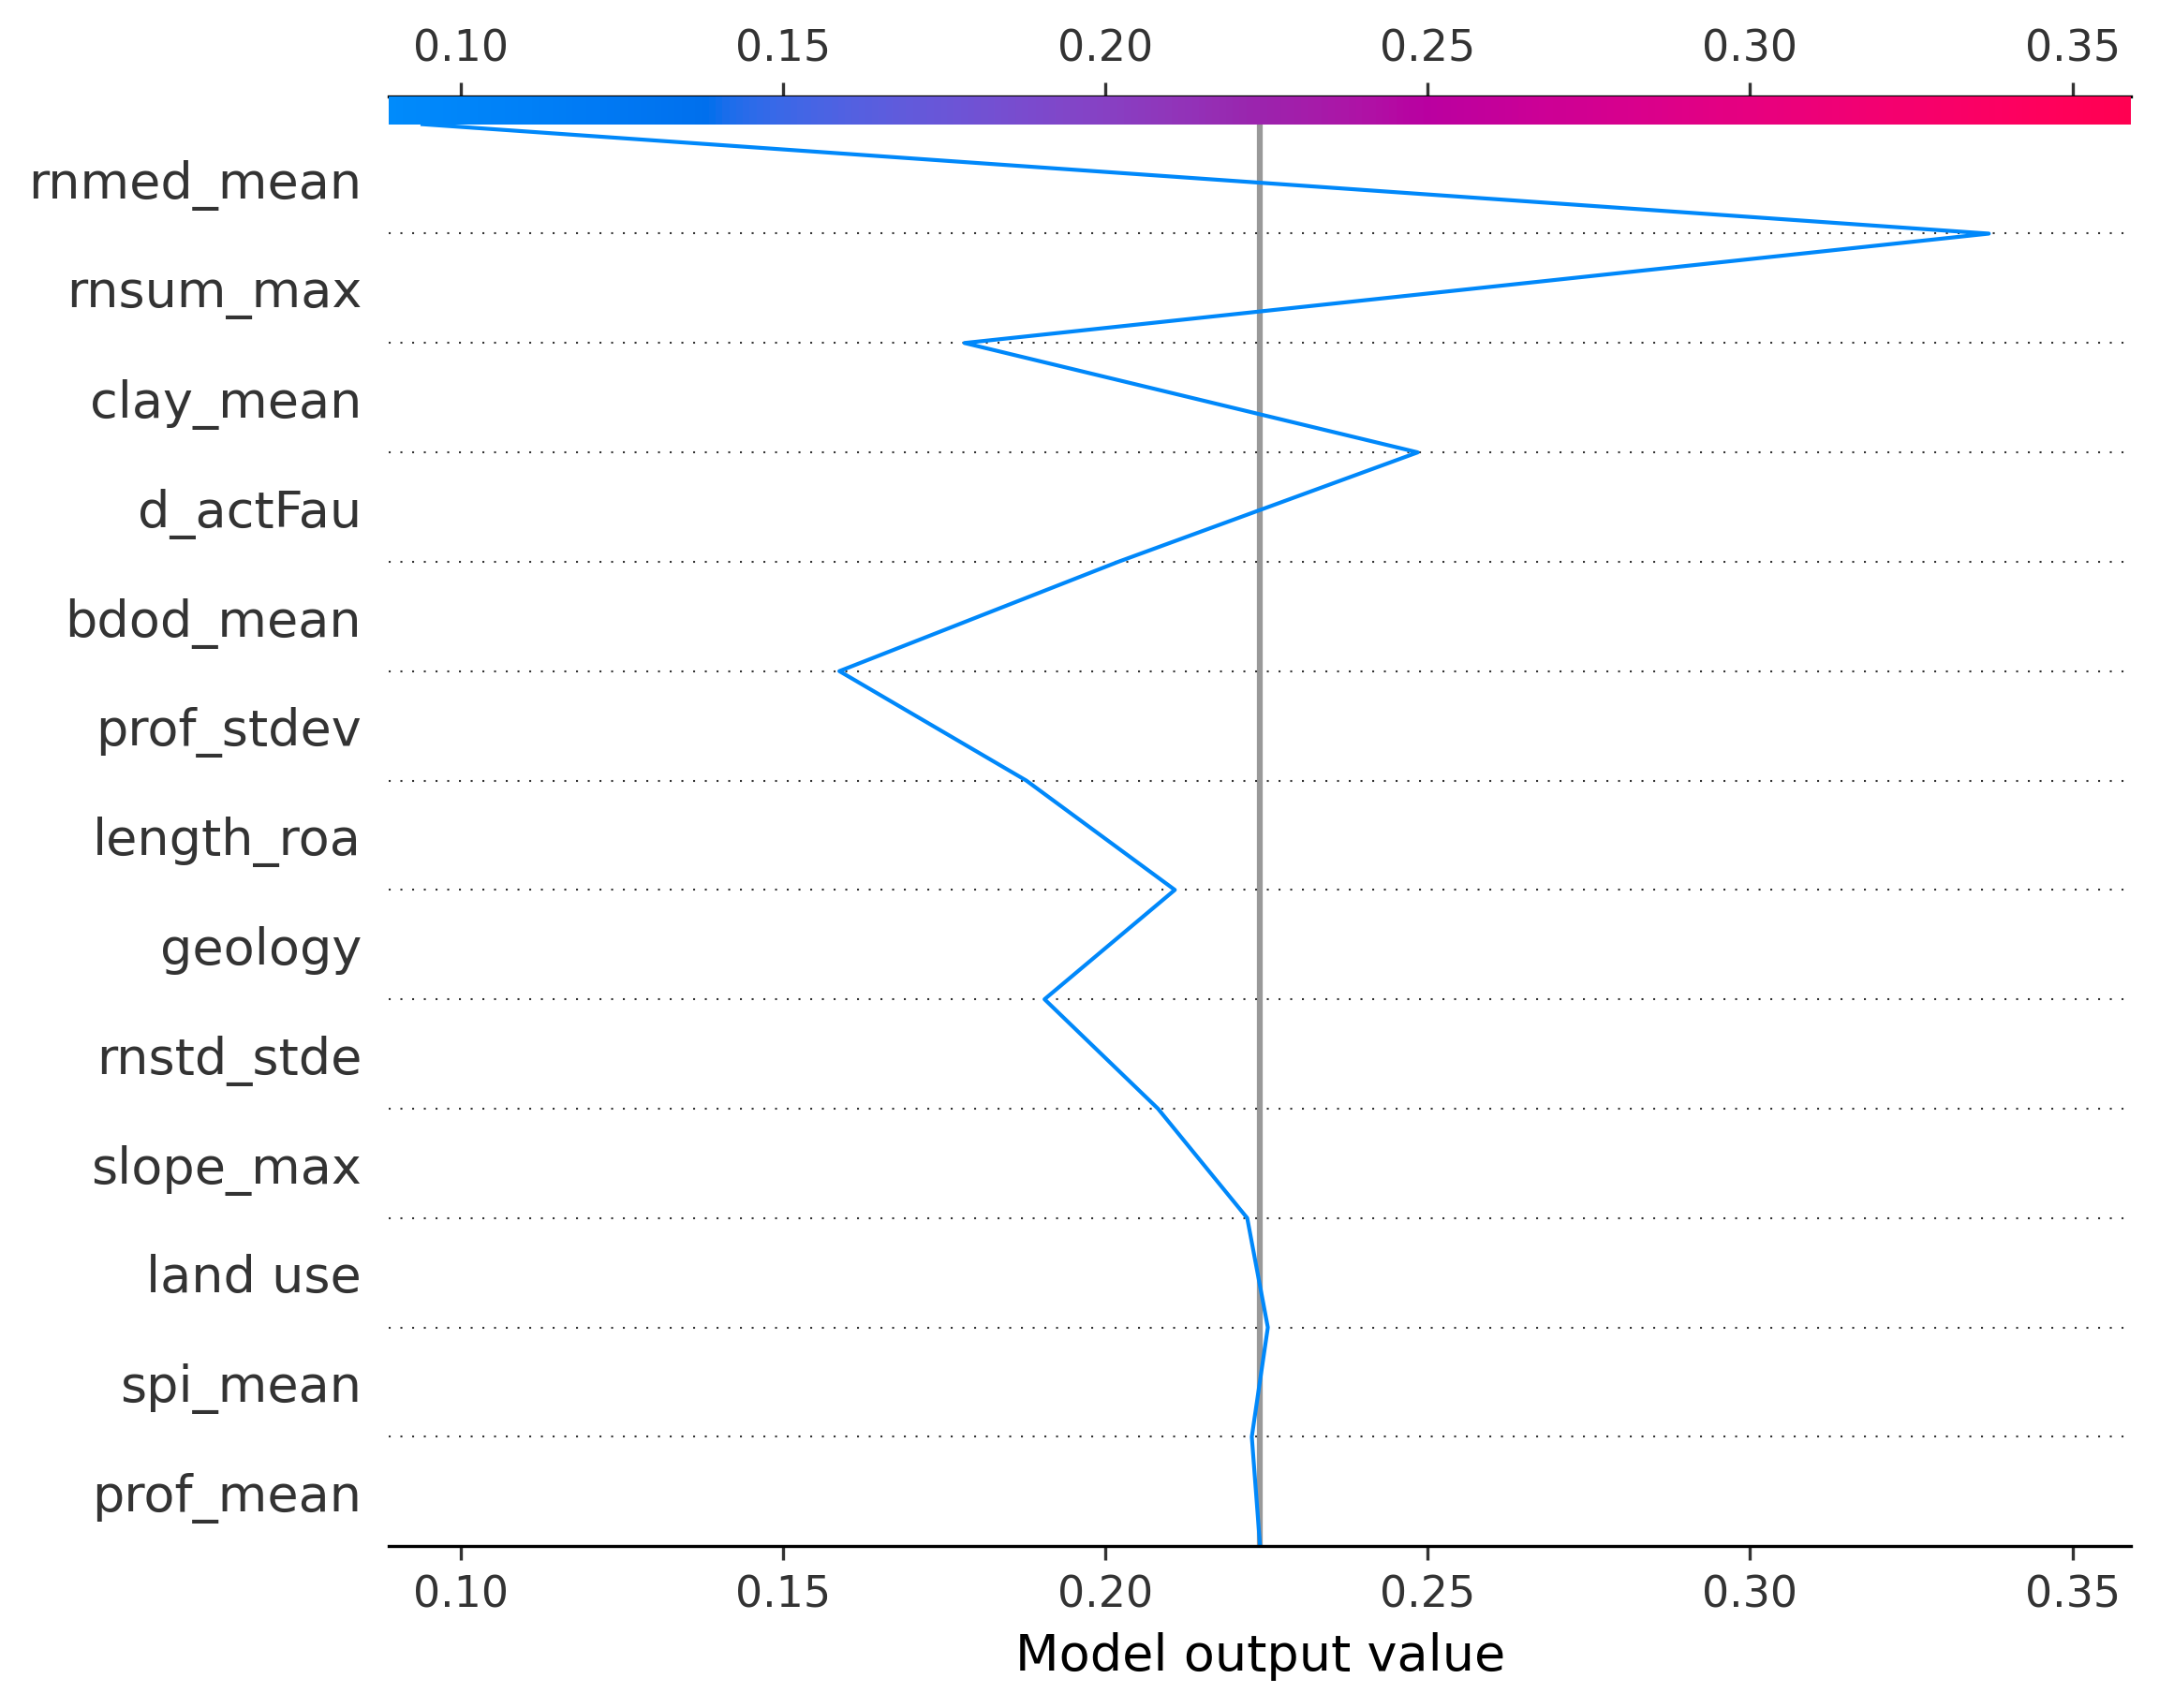 0.10 0.15 0.20 0.25 0.30 0.35
rnmed_mean
rnsum_max
clay_mean
d_actFau
bdod_mean
prof_stdev
length_roa
geology
rnstd_stde
slope_max
land use
spi_mean
prof_mean
0.10 0.15 0.20 0.25 0.30 0.35
Model output value